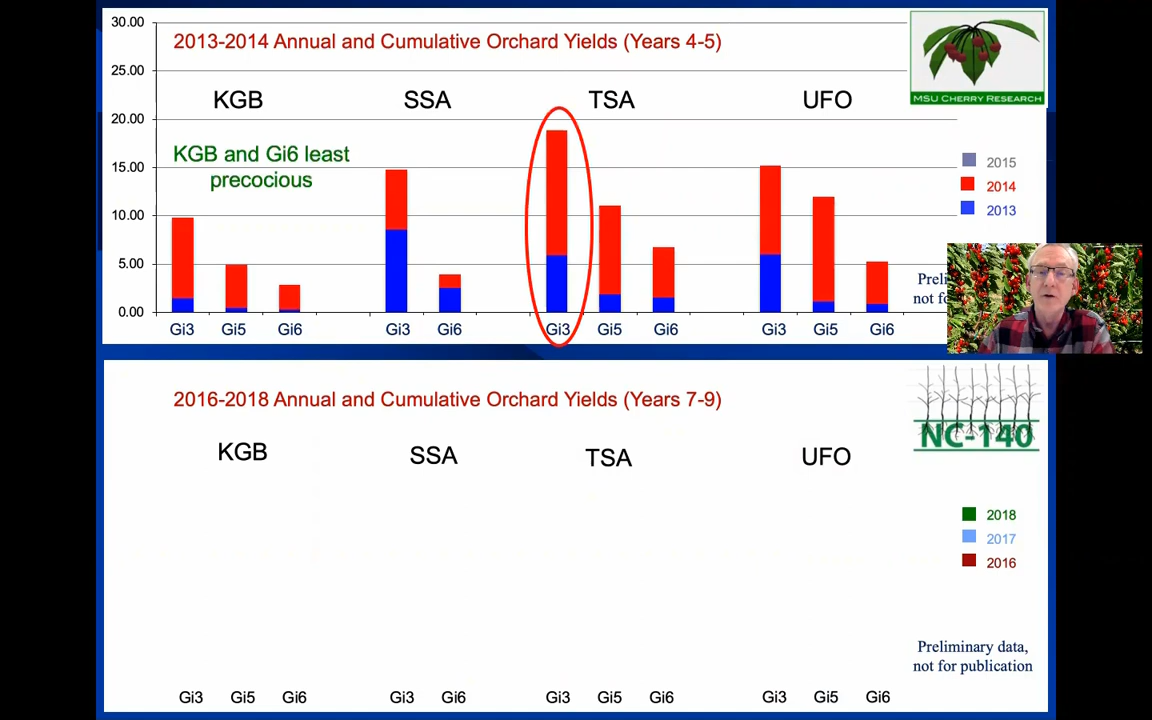 30.00
2013-2014 Annual and Cumulative Orchard Yields (Years 4-5)
25.00
KGB SSA TSA UFO
MSU CHERRY RESEARCH
20.00
KGB and Gi6 least
precocious
15.00
2015
2014
10.00
2013
5.00
not
0.00
Gi3 Gi5 Gi6 Gi3 Gi6 Gi3 Gi5 Gi6 Gi3 Gi5 Gi6
2016-2018 Annual and Cumulative Orchard Yields (Years 7-9)
NC-140
KGB SSA TSA UFO
2018
2017
2016
Preliminary data,
not for publication
Gi3 Gi5 Gi6 Gi3 Gi6 Gi3 Gi5 Gi6 Gi3 Gi5 Gi6